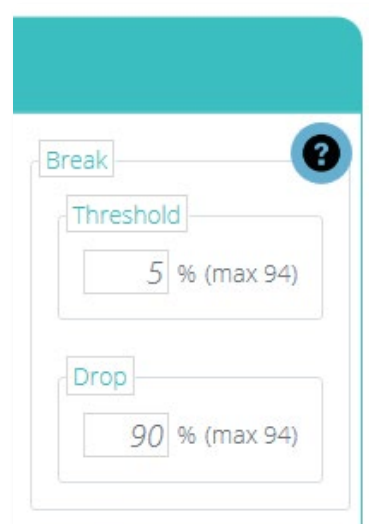 ?
Break
Threshold
5 % (max 94)
Drop
90 % (max 94)